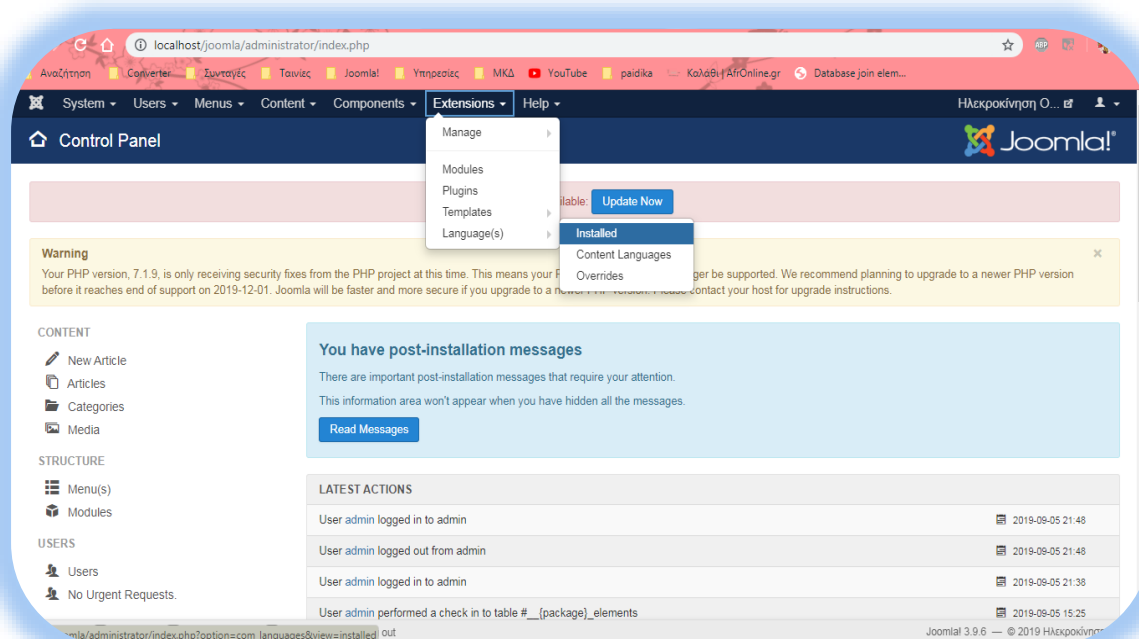 localhost/joomla/administrator/index.php
ABP
Αναζήτηση Converter Συνταγές Ταινίες Joomla! Υπηρεσίες ΜΚΔ YouTube paidika Καλάθι | AfrOnline.gr Database join elem...
System Users Menus Content Components Extensions Help Ηλεκροκίνηση Ο...
Control Panel Joomla!®
Manage
Modules
Plugins
Templates
Language(s)
Installed
Content Languages
Overrides
Update Now
Warning
Your PHP version, 7.1.9, is only receiving security fixes from the PHP project at this time. This means your be supported. We recommend planning to upgrade to a newer PHP version
before it reaches end of support on 2019-12-01. Joomla will be faster and more secure if you upgrade to a newer PHP version. Please contact your host for upgrade instructions.
CONTENT
New Article
Articles
Categories
Media
STRUCTURE
Menu(s)
Modules
USERS
Users
No Urgent Requests.
You have post-installation messages
There are important post-installation messages that require your attention.
This information area won't appear when you have hidden all the messages.
Read Messages
LATEST ACTIONS
User admin logged in to admin 2019-09-05 21:48
User admin logged out from admin 2019-09-05 21:48
User admin logged in to admin 2019-09-05 21:38
User admin performed a check in to table #__{package}_elements 2019-09-05 15:25
mla/administrator/index.php?option=com_languages&view=installed out Joomla! 3.9.6 — © 2019